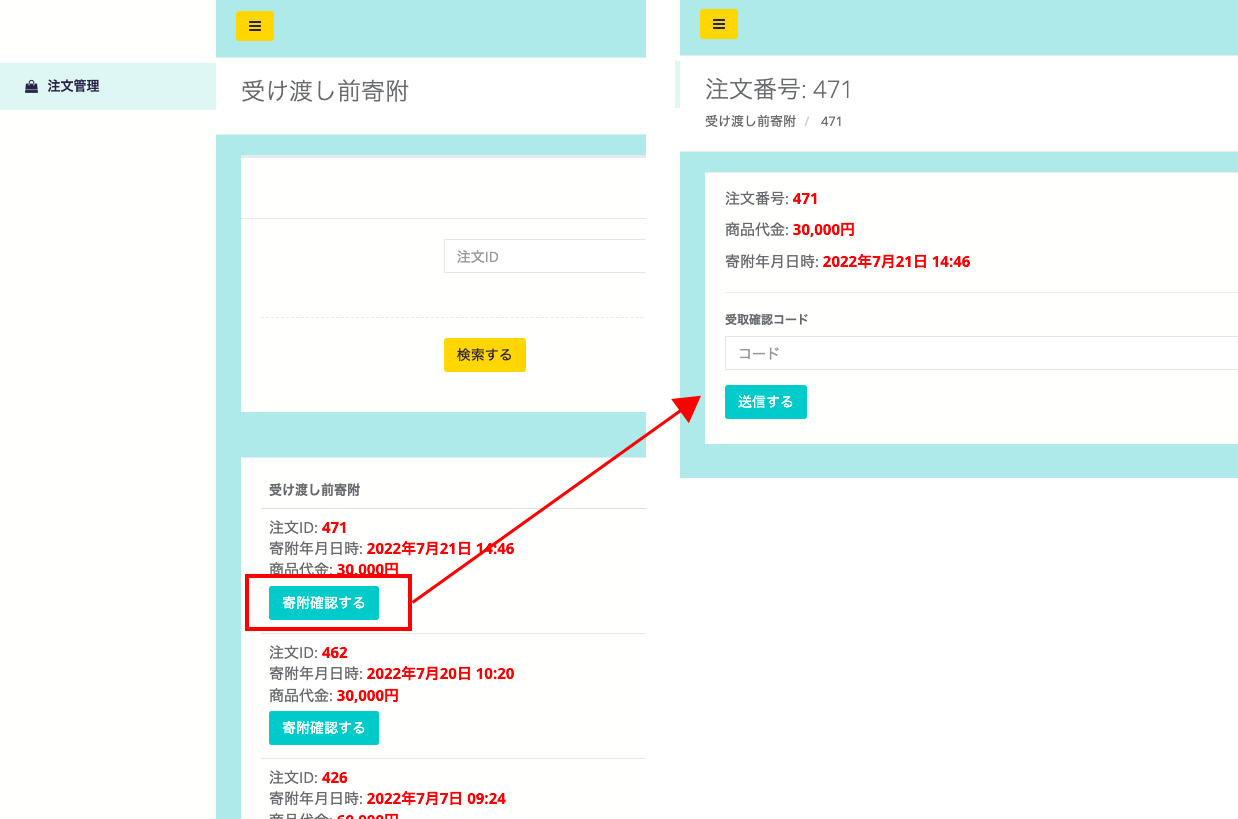 注文管理
受け渡し前寄附
注文ID
検索する
受け渡し前寄附
注文ID: 471
寄附年月日時: 2022年7月21日 14:46
商品代金: 30,000円
寄附確認する
注文ID: 462
寄附年月日時: 2022年7月20日 10:20
商品代金: 30,000円
寄附確認する
注文ID: 426
寄附年月日時: 2022年7月7日 09:24
商品代金: 60,000円
注文番号: 471
受け渡し前寄附 / 471
注文番号: 471
商品代金: 30,000円
寄附年月日時: 2022年7月21日 14:46
受取確認コード
コード
送信する